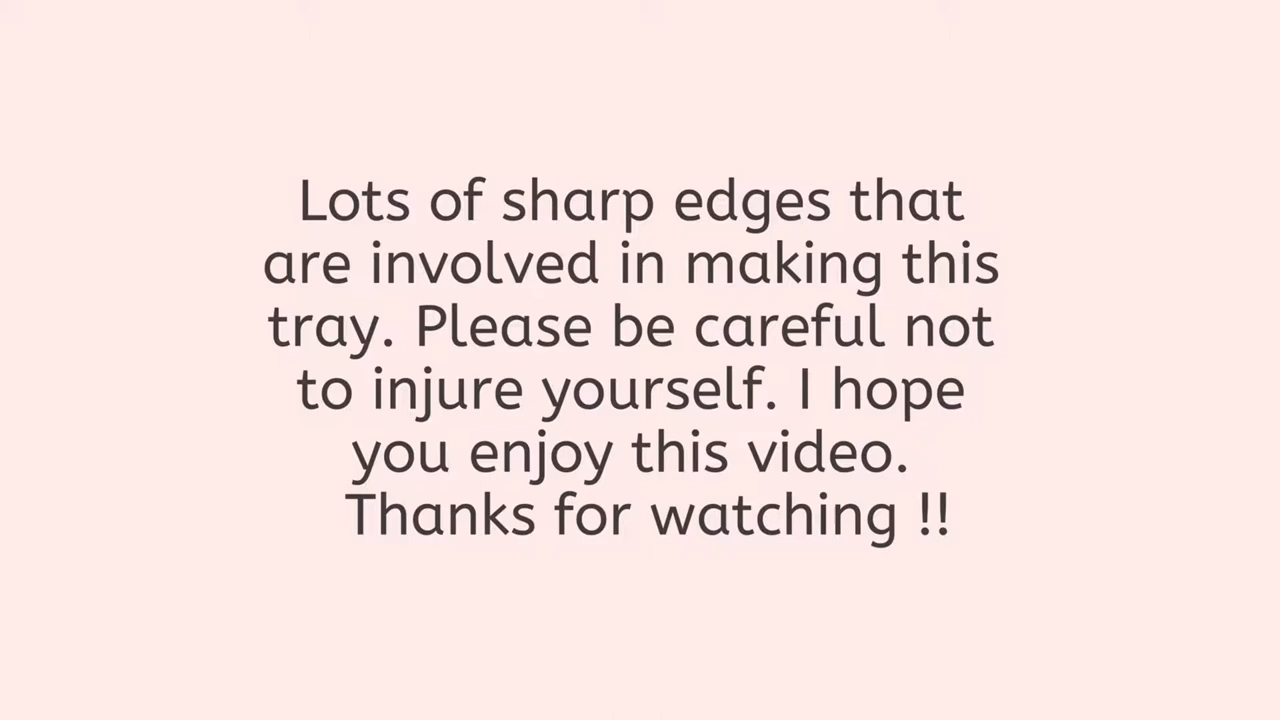 Lots of sharp edges that
are involved in making this
tray. Please be careful not
to injure yourself. I hope
you enjoy this video.
Thanks for watching !!